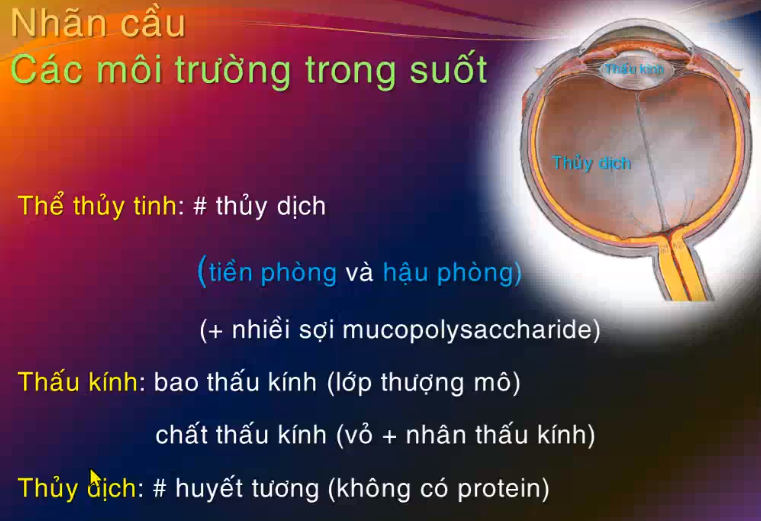 Nhãn cầu
Các môi trường trong suốt
Thấu kính
Thủy dịch
Thể thủy tinh: # thủy dịch
(tiền phòng và hậu phòng)
(+ nhiều sợi mucopolysaccharide)
Thấu kính: bao thấu kính (lớp thượng mô)
chất thấu kính (vỏ + nhân thấu kính)
Thủy dịch: # huyết tương (không có protein)